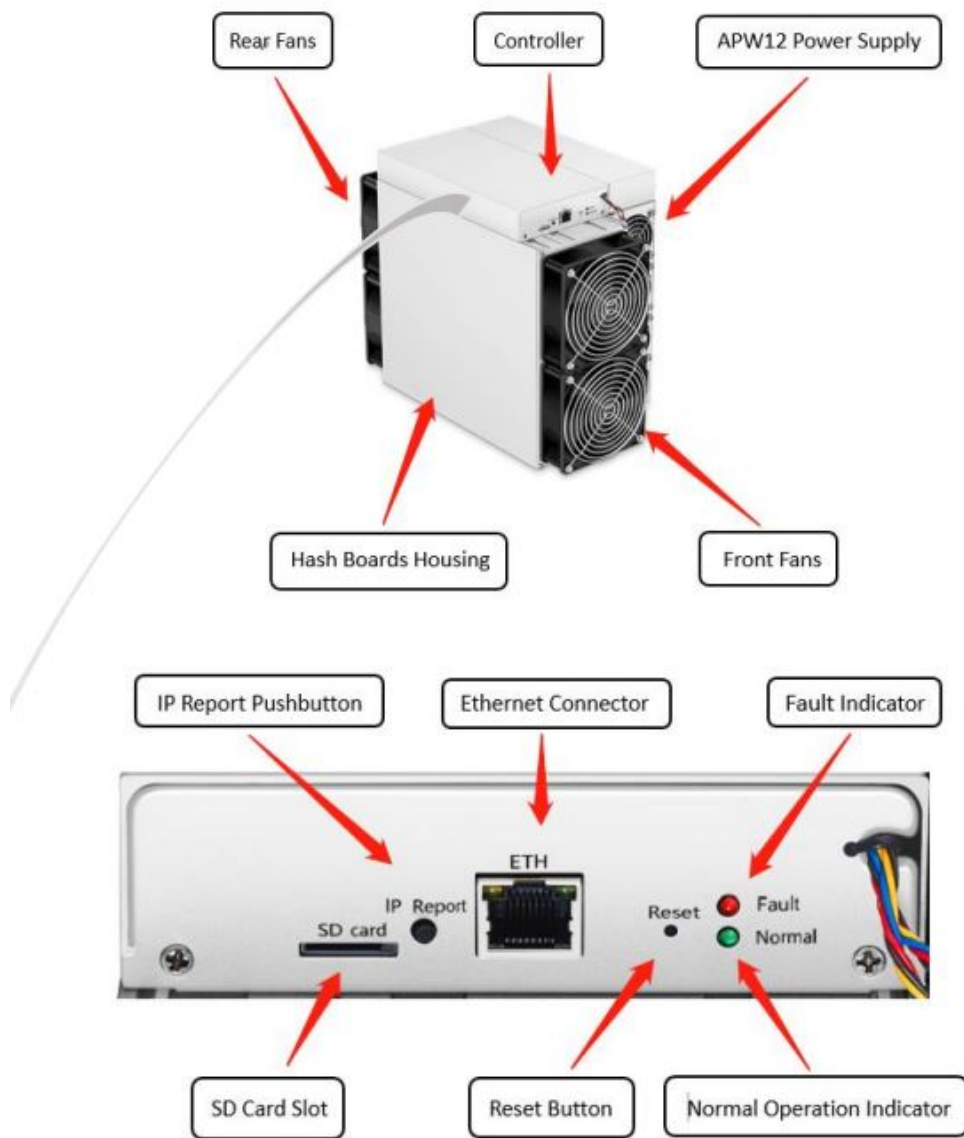 Rear Fans
Controller
APW12 Power Supply
Hash Boards Housing
Front Fans
IP Report Pushbutton
Ethernet Connector
Fault Indicator
ETH
IP Report
SD card
Reset
Fault
Normal
SD Card Slot
Reset Button
Normal Operation Indicator